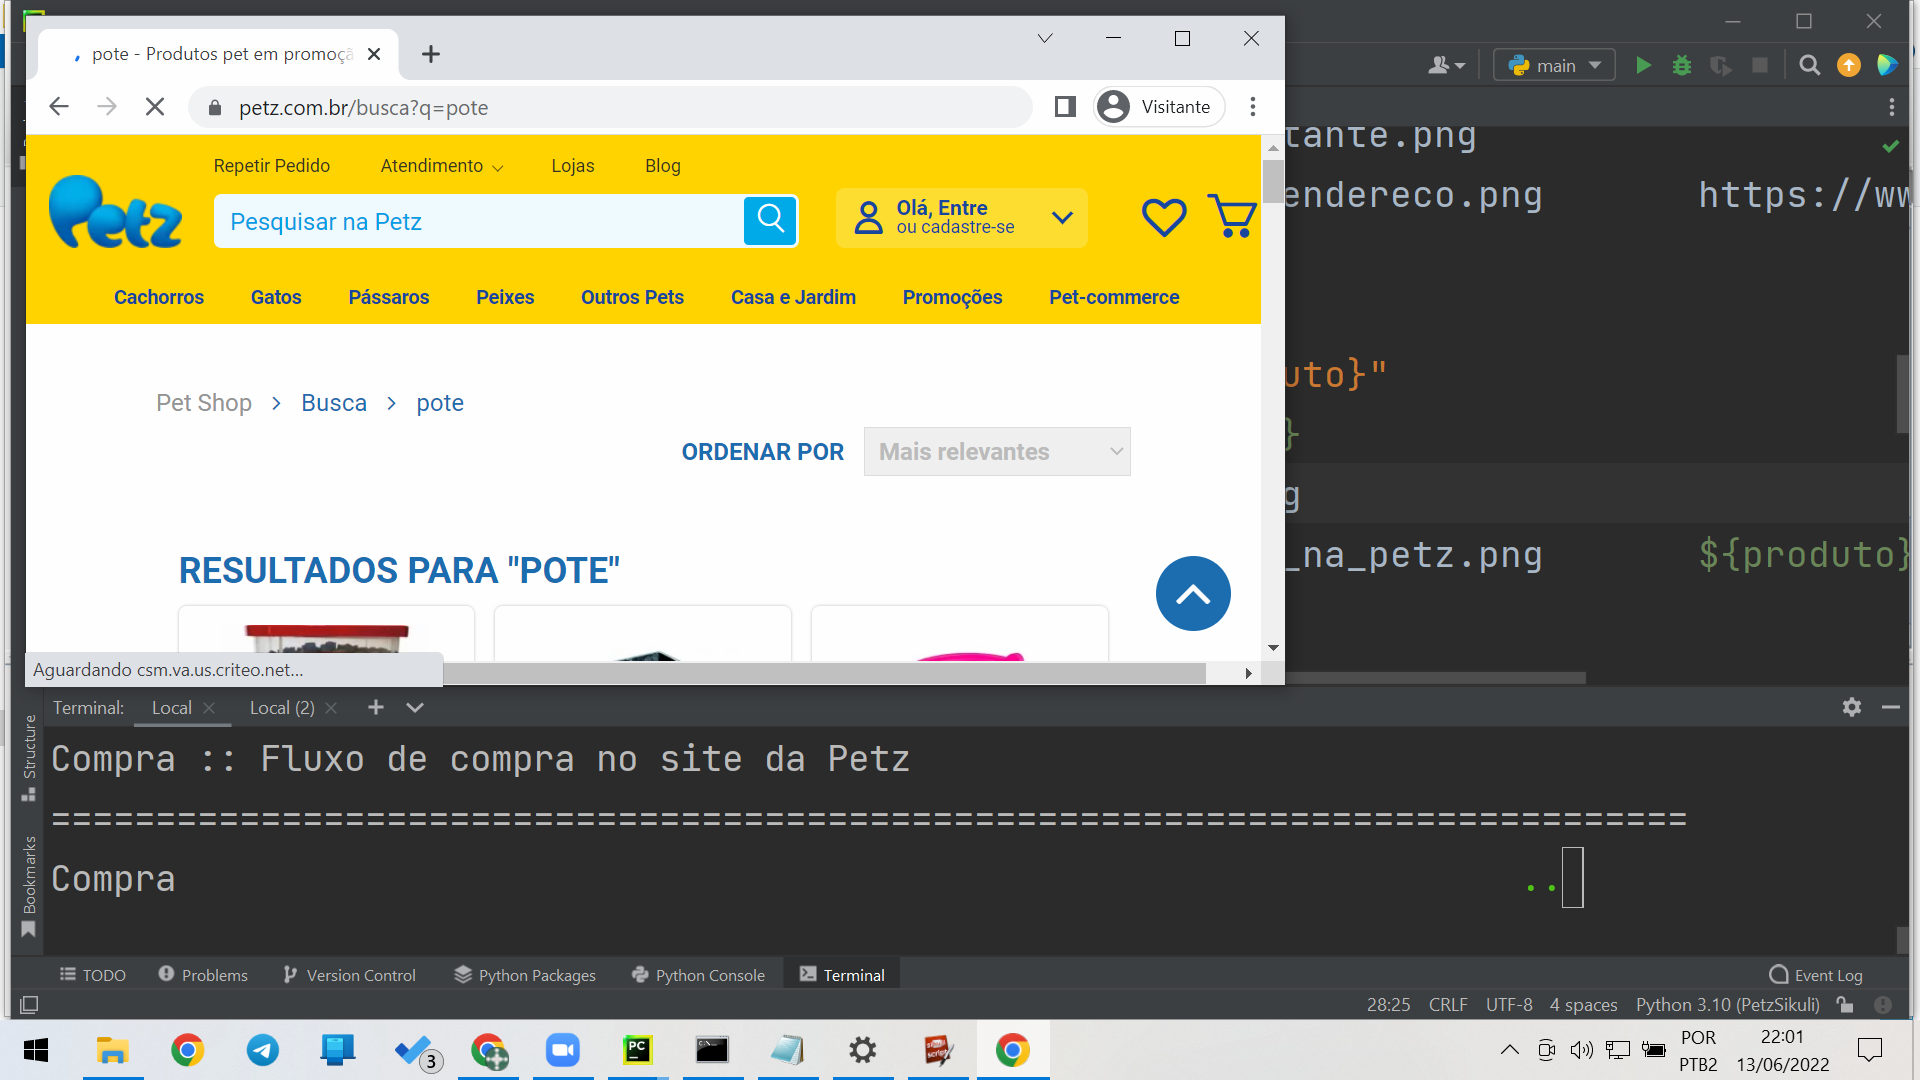 pote - Produtos pet em promoçã
petz.com.br/busca?q=pote
Visitante
main
Repetir Pedido
Atendimento
Lojas
Blog
Petz
Pesquisar na Petz
Olá, Entre
ou cadastre-se
Cachorros
Gatos
Pássaros
Peixes
Outros Pets
Casa e Jardim
Promoções
Pet-commerce
Pet Shop > Busca > pote
ORDENAR POR
Mais relevantes
RESULTADOS PARA "POTE"
Aguardando csm.va.us.criteo.net...
tante.png
endereco.png
https://ww
uto}"
}
g
_na_petz.png
${produto}
Terminal:
Local
Local (2)
Structure
Bookmarks
Compra :: Fluxo de compra no site da Petz
==============================================================================
Compra ..
TODO
Problems
Version Control
Python Packages
Python Console
Terminal
Event Log
28:25
CRLF
UTF-8
4 spaces
Python 3.10 (PetzSikuli)
3
PC
POR
PTB2
22:01
13/06/2022